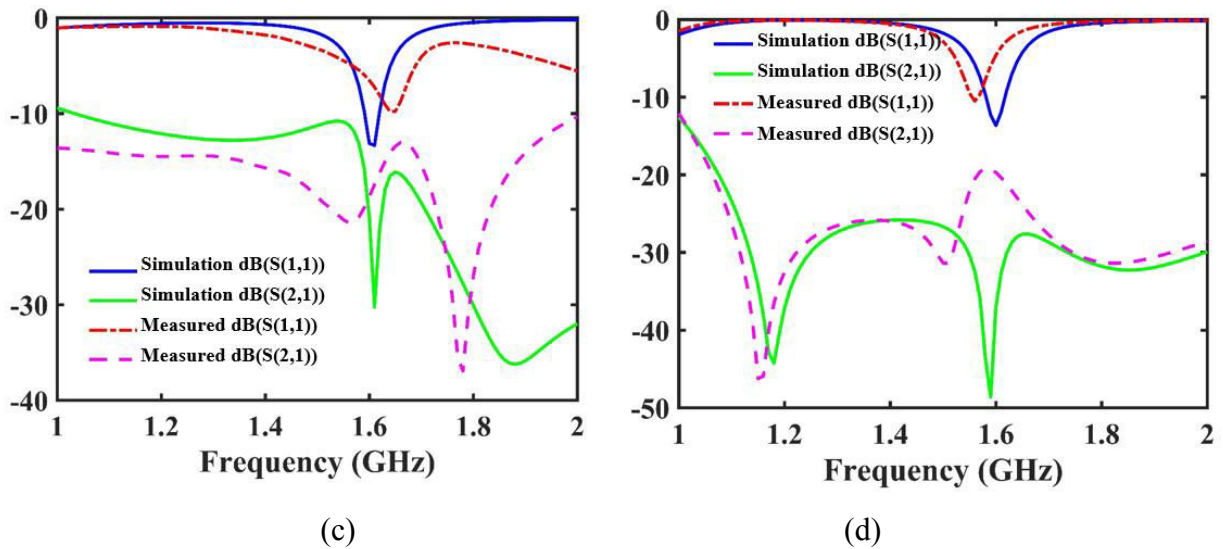 0
-10
-20
-30
-40
Simulation dB(S(1,1))
Simulation dB(S(2,1))
Measured dB(S(1,1))
Measured dB(S(2,1))
1 1.2 1.4 1.6 1.8 2
Frequency (GHz)
(c)
0
-10
-20
-30
-40
-50
Simulation dB(S(1,1))
Simulation dB(S(2,1))
Measured dB(S(1,1))
Measured dB(S(2,1))
1 1.2 1.4 1.6 1.8 2
Frequency (GHz)
(d)